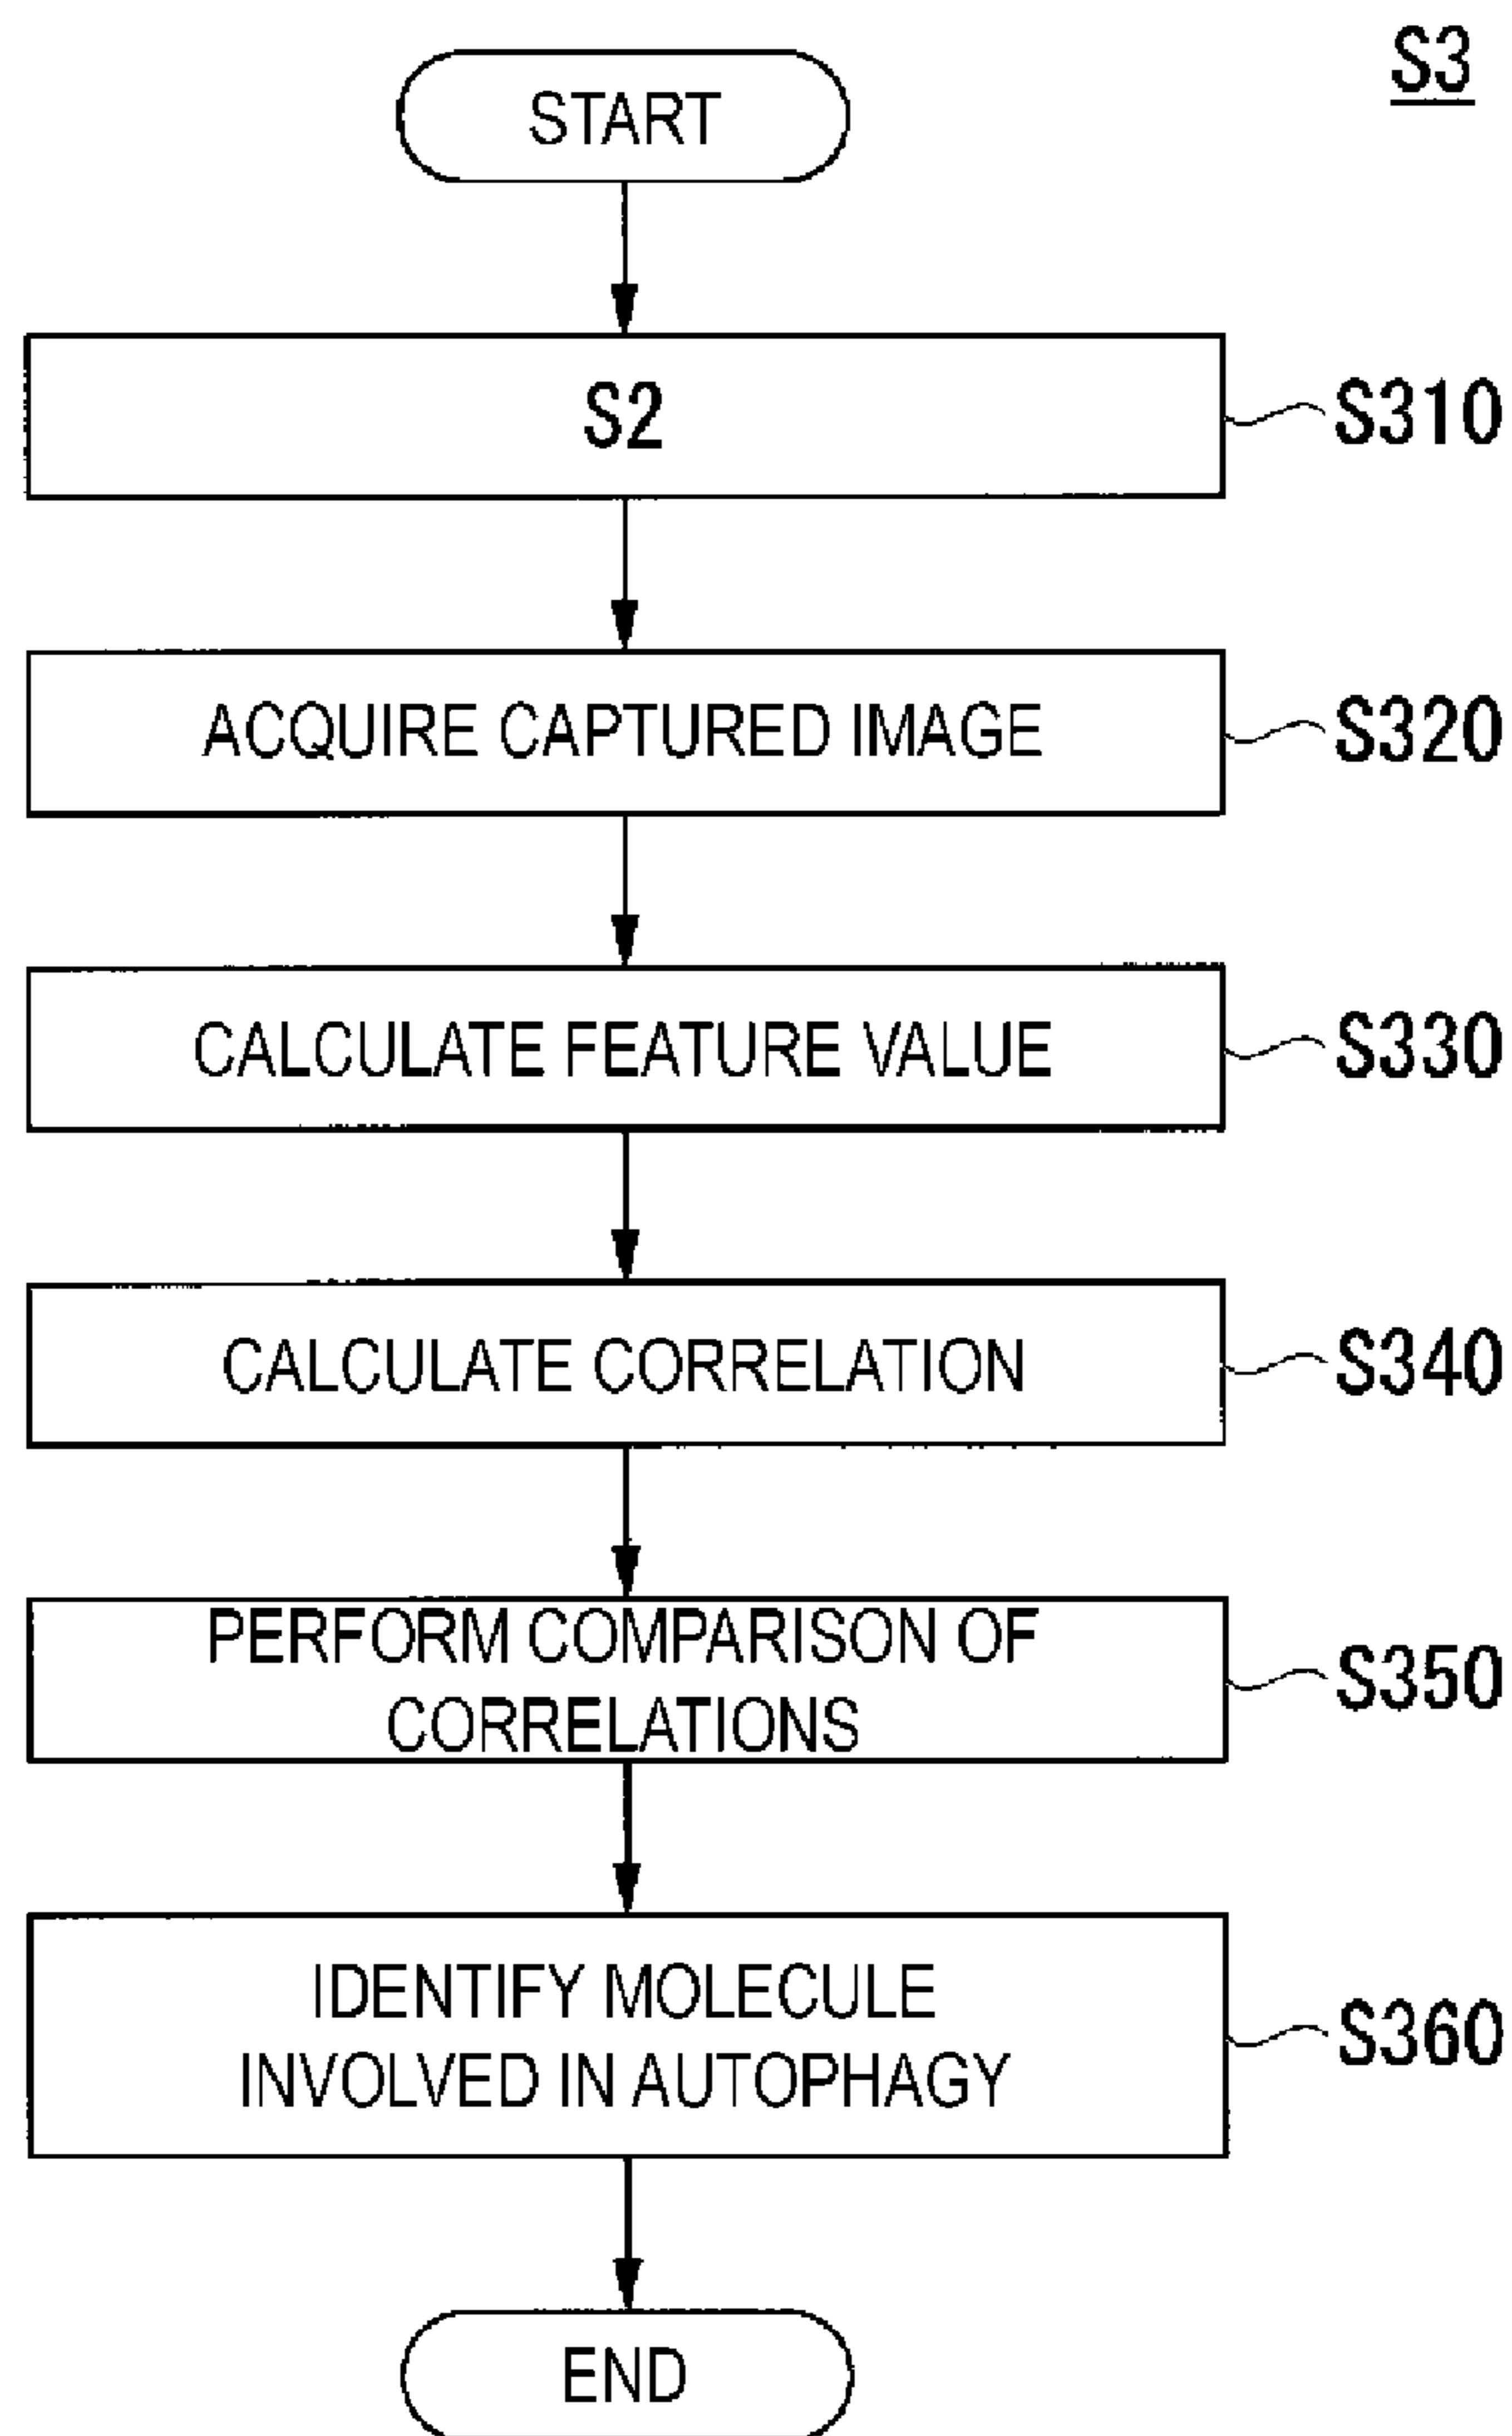 S3
START
S2
S310
ACQUIRE CAPTURED IMAGE
S320
CALCULATE FEATURE VALUE
S330
CALCULATE CORRELATION
S340
PERFORM COMPARISON OF
CORRELATIONS
S350
IDENTIFY MOLECULE
INVOLVED IN AUTOPHAGY
S360
END